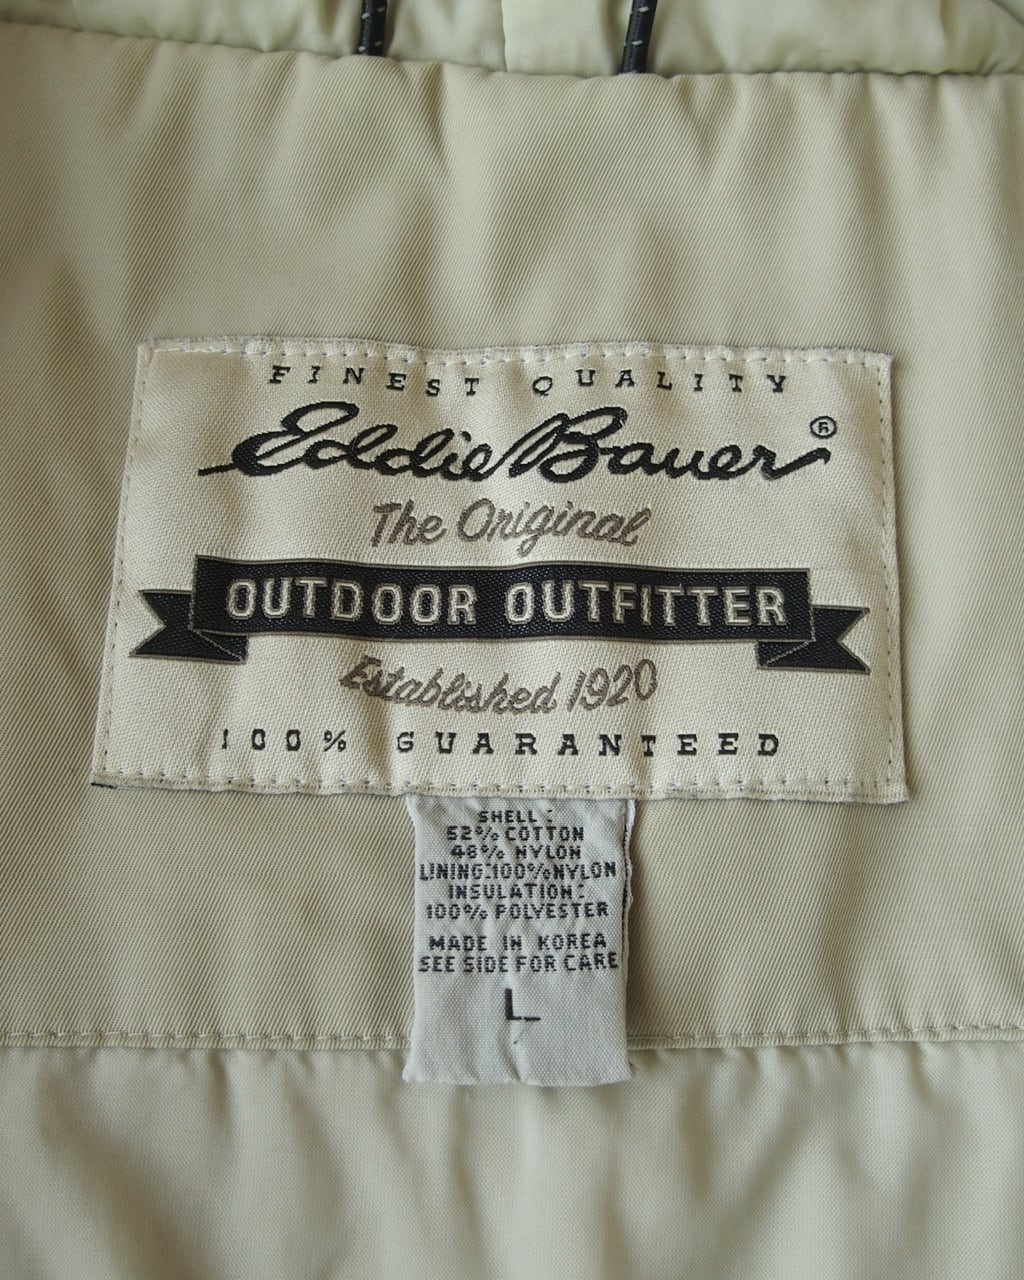 FINEST QUALITY
Eddie Bauer ®
The Original
OUTDOOR OUTFITTER
Established 1920
100% GUARANTEED
SHELL:
52% COTTON
48% NYLON
LINING:100%NYLON
INSULATION:
100% POLYESTER
MADE IN KOREA
SEE SIDE FOR CARE
L